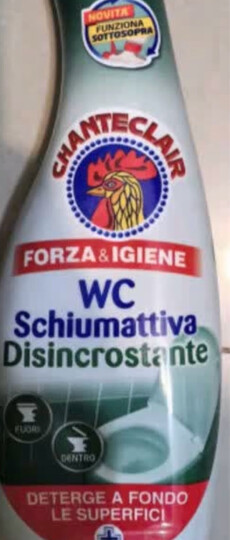 NOVITÀ
FUNZIONA
SOTTOSOPRA
CHANTECLAIR
FORZA & IGIENE
WC
Schiumattiva
Disincrostante
FUORI
DENTRO
DETERGE A FONDO
LE SUPERFICI